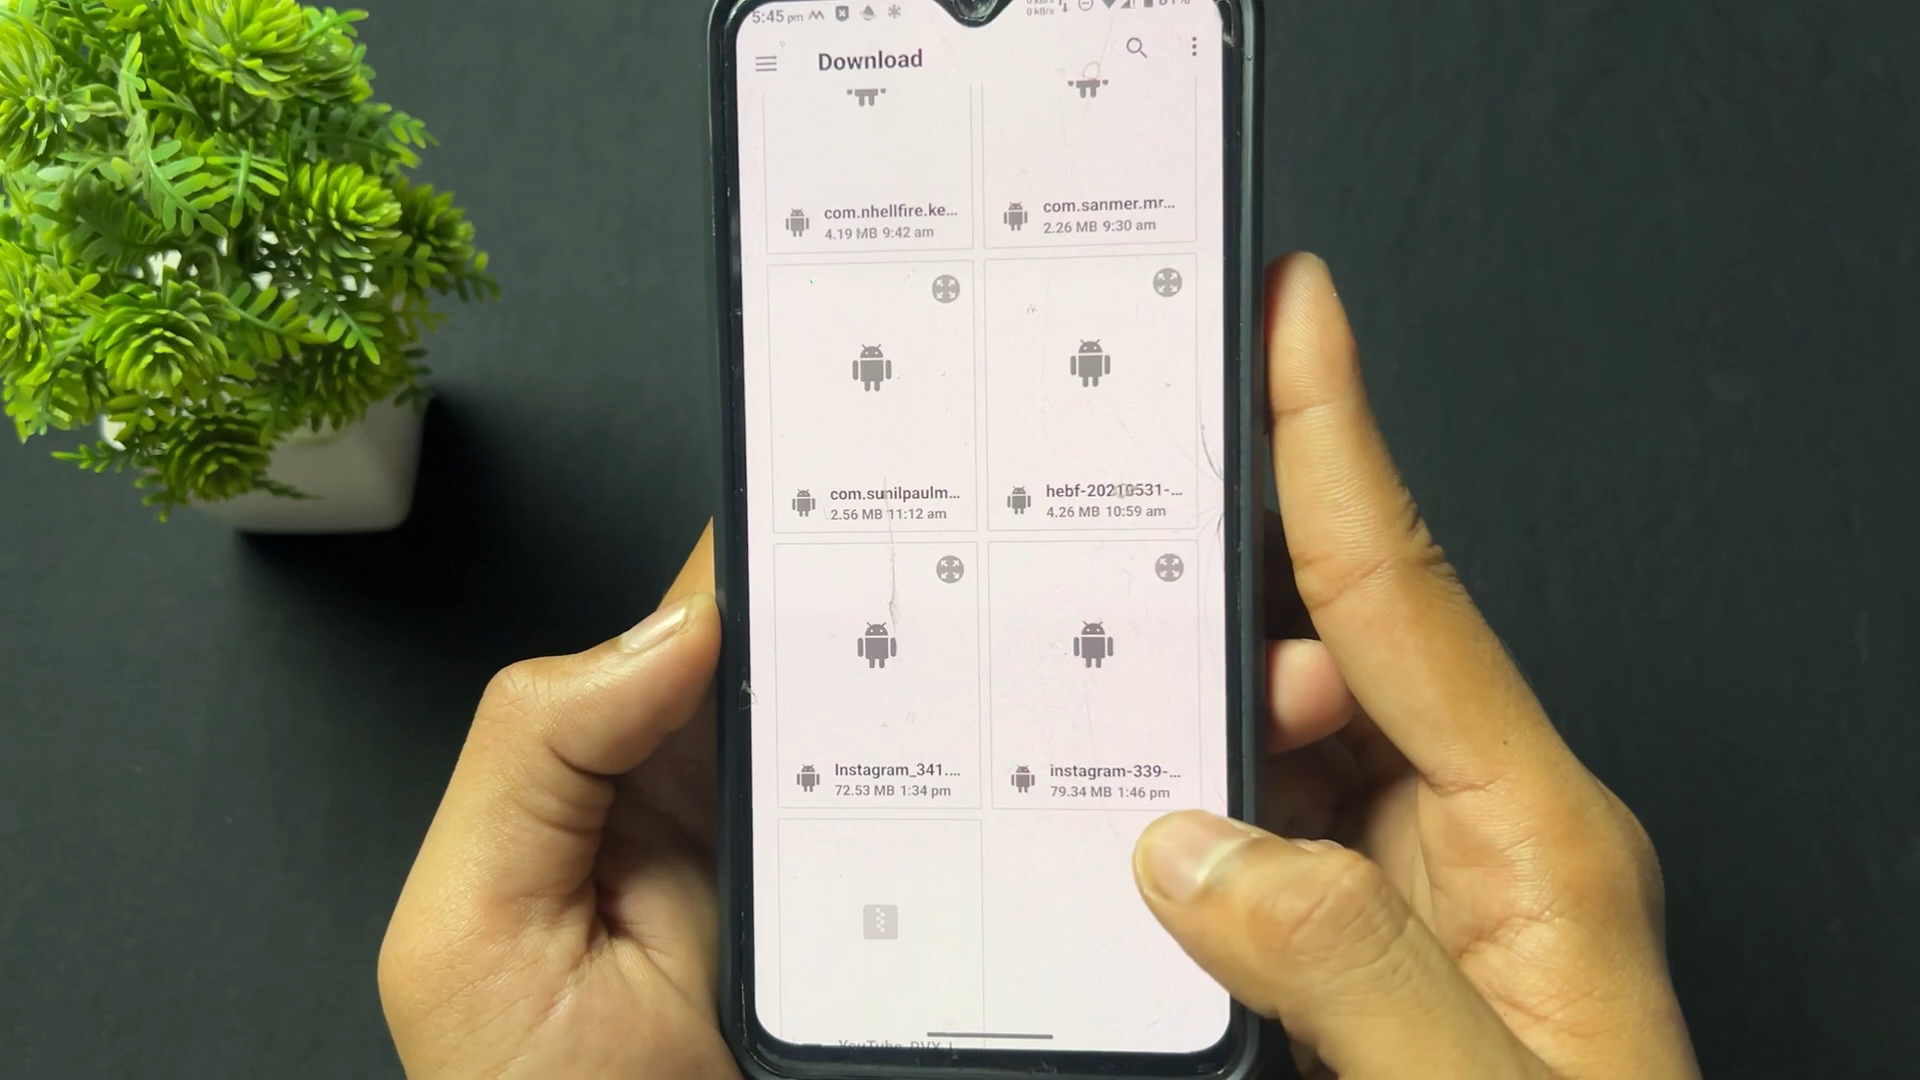 5:45 pm
0 kB/s
Download
com.nhellfire.ke...
4.19 MB 9:42 am
com.sanmer.mr...
2.26 MB 9:30 am
com.sunilpaulm...
2.56 MB 11:12 am
hebf-20210531-...
4.26 MB 10:59 am
Instagram_341....
72.53 MB 1:34 pm
instagram-339-...
79.34 MB 1:46 pm